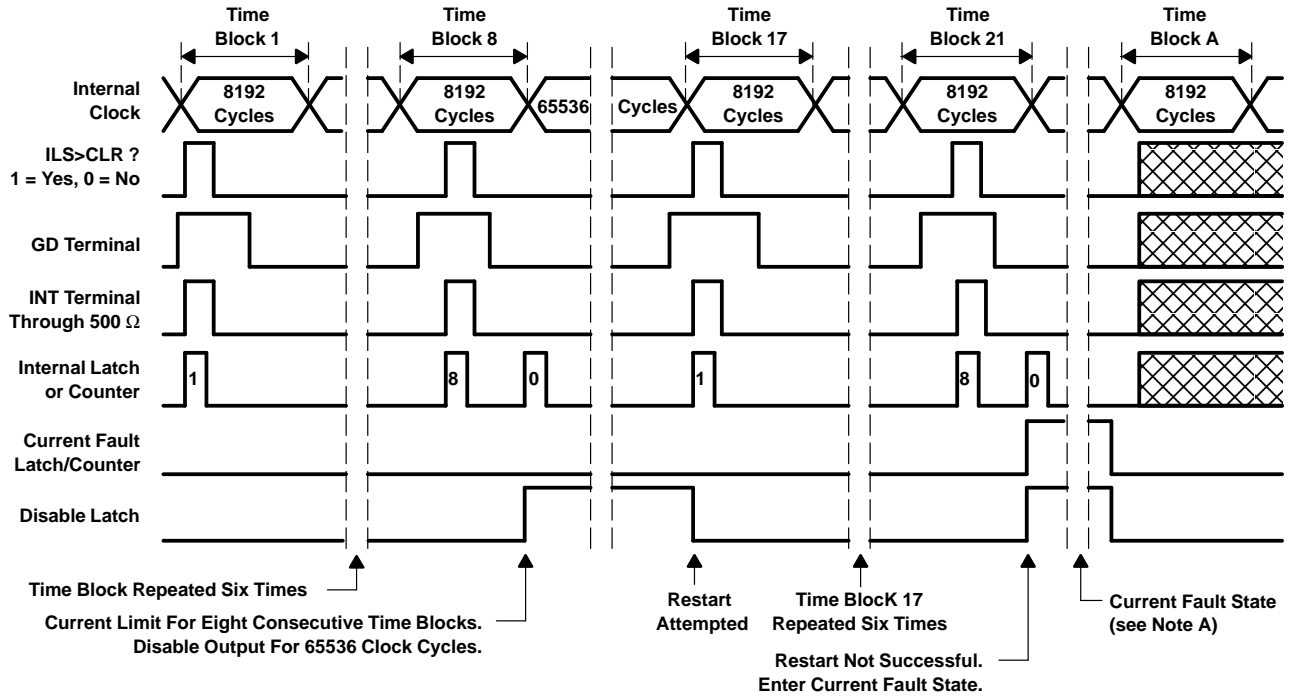 Time
Block 1
Time
Block 8
Time
Block 17
Time
Block 21
Time
Block A
Internal
Clock
8192
Cycles
8192
Cycles
65536
Cycles
8192
Cycles
8192
Cycles
8192
Cycles
ILS>CLR ?
1 = Yes, 0 = No
GD Terminal
INT Terminal
Through 500 Ω
Internal Latch
or Counter
1
8
0
1
8
0
Current Fault
Latch/Counter
Disable Latch
Time Block Repeated Six Times
Current Limit For Eight Consecutive Time Blocks.
Disable Output For 65536 Clock Cycles.
Restart
Attempted
Time BlocK 17
Repeated Six Times
Restart Not Successful.
Enter Current Fault State.
Current Fault State
(see Note A)